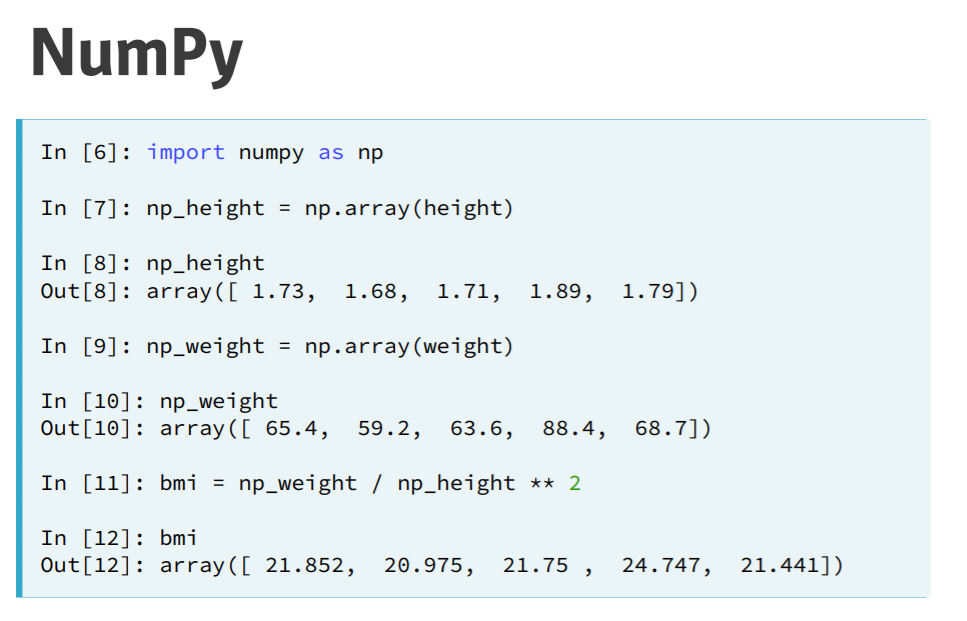 NumPy
In [6]: import numpy as np
In [7]: np_height = np.array(height)
In [8]: np_height
Out[8]: array([ 1.73,  1.68,  1.71,  1.89,  1.79])
In [9]: np_weight = np.array(weight)
In [10]: np_weight
Out[10]: array([ 65.4,  59.2,  63.6,  88.4,  68.7])
In [11]: bmi = np_weight / np_height ** 2
In [12]: bmi
Out[12]: array([ 21.852,  20.975,  21.75 ,  24.747,  21.441])